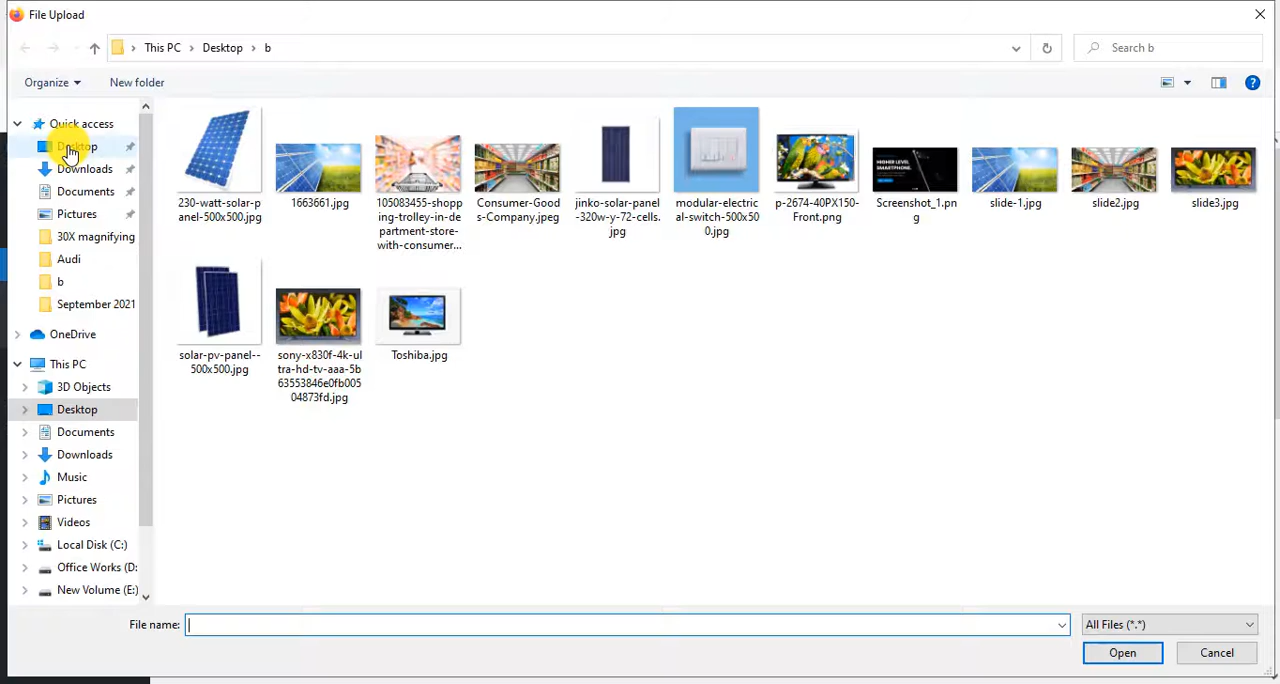 File Upload
This PC > Desktop > b
Search b
Organize
New folder
Quick access
Desktop
Downloads
Documents
Pictures
30X magnifying
Audi
b
September 2021
OneDrive
This PC
3D Objects
Desktop
Documents
Downloads
Music
Pictures
Videos
Local Disk (C:)
Office Works (D:
New Volume (E:)
230-watt-solar-p
anel-500x500.jpg
1663661.jpg
105083455-shopp
ing-trolley-in-de
partment-store-
with-consumer...
Consumer-Good
s-Company.jpeg
jinko-solar-panel
-320w-y-72-cells.
jpg
modular-electric
al-switch-500x50
0.jpg
p-2674-40PX150-
Front.png
HIGHER LEVEL
SMARTPHONE.
Screenshot_1.pn
g
slide-1.jpg
slide2.jpg
slide3.jpg
solar-pv-panel--
500x500.jpg
sony-x830f-4k-ul
tra-hd-tv-aaa-5b
63553846e0fb005
04873fd.jpg
Toshiba.jpg
File name:
All Files (*.*)
Open
Cancel